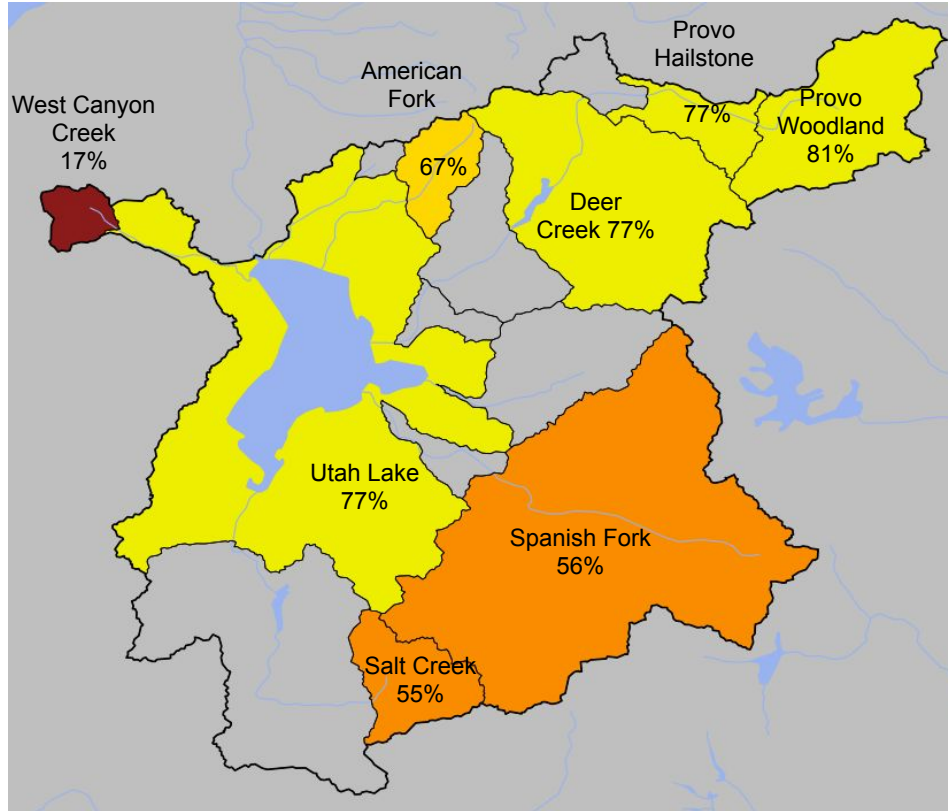 West Canyon
Creek
17%
American
Fork
67%
Provo
Hailstone
77%
Provo
Woodland
81%
Deer
Creek 77%
Utah Lake
77%
Spanish Fork
56%
Salt Creek
55%